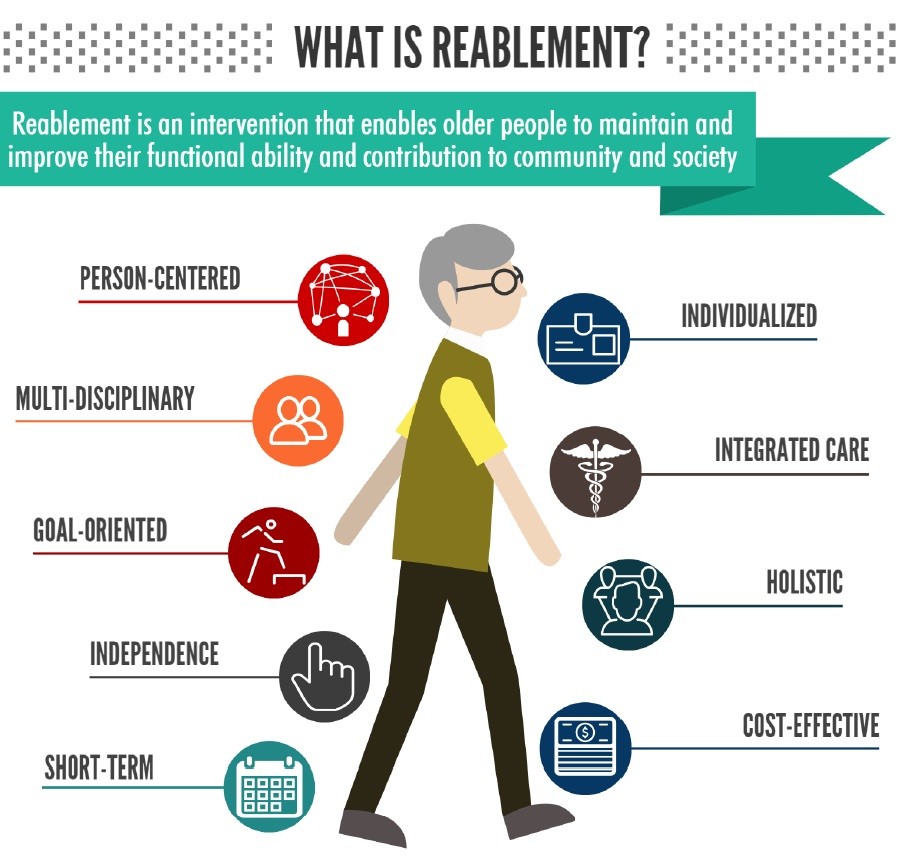 WHAT IS REABLEMENT?
Reablement is an intervention that enables older people to maintain and
improve their functional ability and contribution to community and society
PERSON-CENTERED
INDIVIDUALIZED
MULTI-DISCIPLINARY
INTEGRATED CARE
GOAL-ORIENTED
HOLISTIC
INDEPENDENCE
COST-EFFECTIVE
$
SHORT-TERM